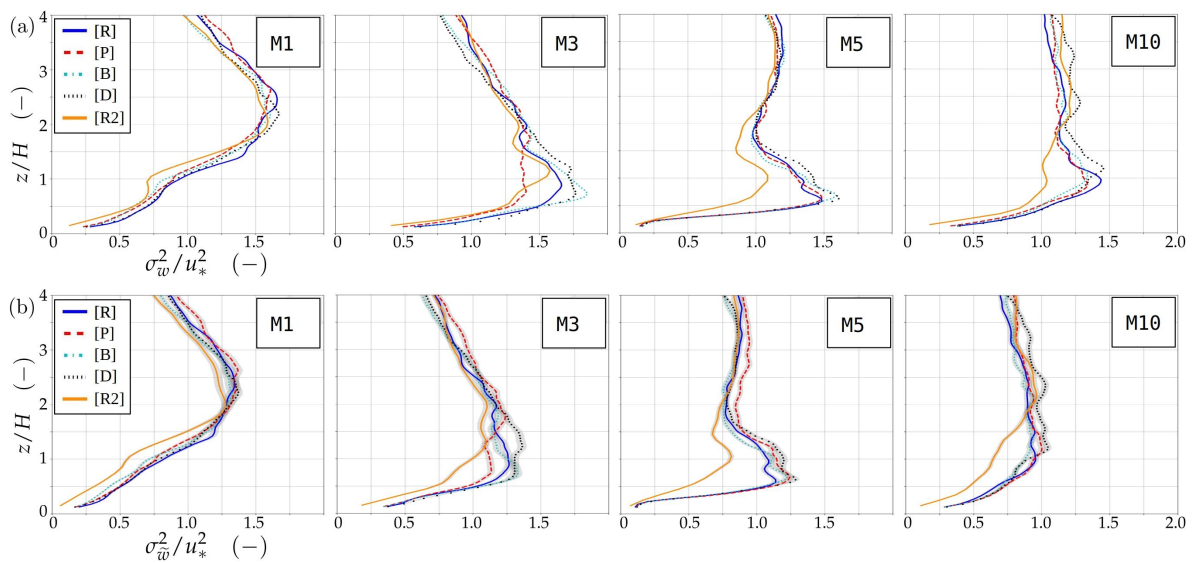 (a)
[R]
[P]
[B]
[D]
[R2]
M1
M3
M5
M10
4
3
2
1
0
z/H (−)
0.5 1.0 1.5
0.5 1.0 1.5
0.5 1.0 1.5
0.5 1.0 1.5 2.0
σ_w^2/u_*^2 (−)
(b)
[R]
[P]
[B]
[D]
[R2]
M1
M3
M5
M10
4
3
2
1
0
z/H (−)
0 0.5 1.0 1.5
0 0.5 1.0 1.5
0 0.5 1.0 1.5
0 0.5 1.0 1.5 2.0
σ_w̃^2/u_*^2 (−)